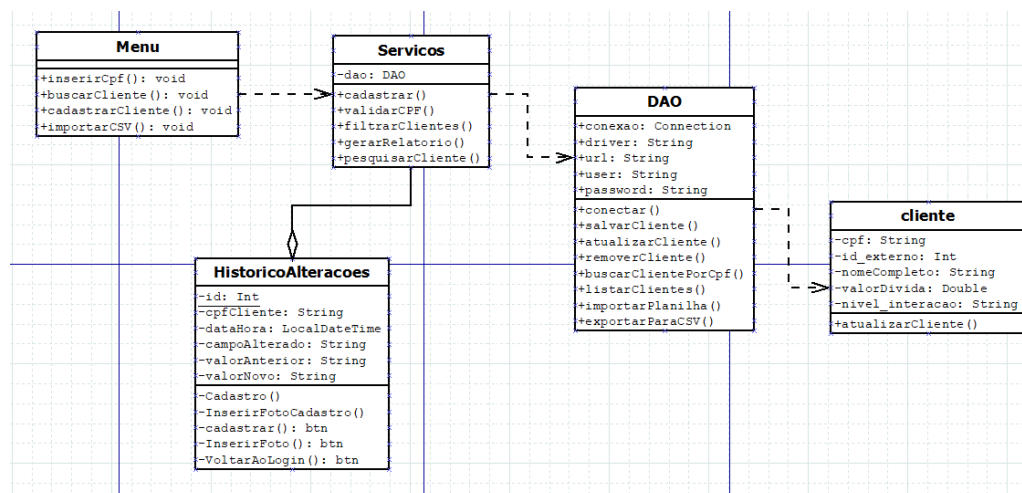 Menu
+inserirCpf(): void
+buscarCliente(): void
+cadastrarCliente(): void
+importarCSV(): void
Servicos
-dao: DAO
+cadastrar()
+validarCPF()
+filtrarClientes()
+gerarRelatorio()
+pesquisarCliente()
DAO
+conexao: Connection
+driver: String
+url: String
+user: String
+password: String
+conectar()
+salvarCliente()
+atualizarCliente()
+removerCliente()
+buscarClientePorCpf()
+listarClientes()
+importarPlanilha()
+exportarParaCSV()
cliente
-cpf: String
-id_externo: Int
-nomeCompleto: String
-valorDivida: Double
-nivel_interacao: String
+atualizarCliente()
HistoricoAlteracoes
-id: Int
-cpfCliente: String
-dataHora: LocalDateTime
-campoAlterado: String
-valorAnterior: String
-valorNovo: String
-Cadastro()
-InserirFotoCadastro()
-cadastrar(): btn
-InserirFoto(): btn
-VoltarAoLogin(): btn